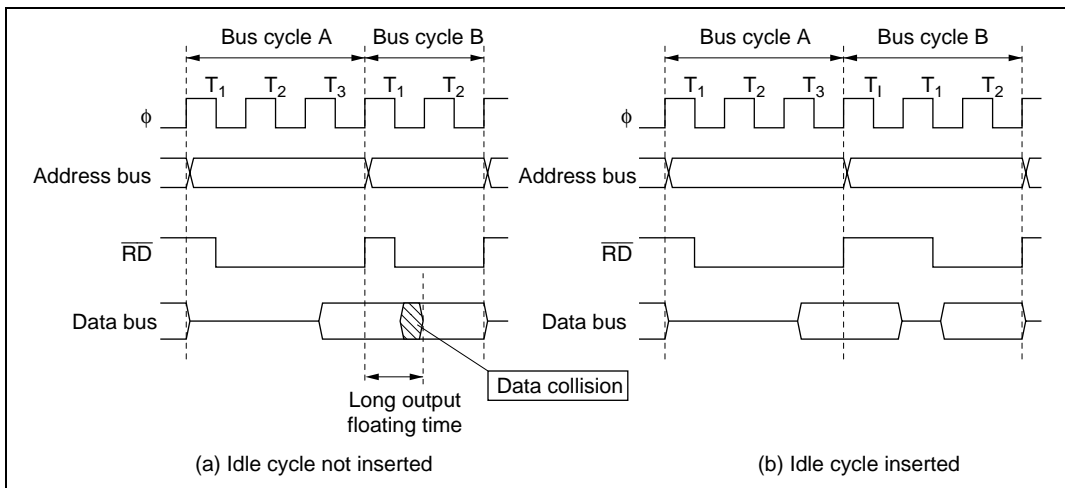 Bus cycle A Bus cycle B
T1 T2 T3 T1 T2
ϕ
Address bus
RD
Data bus
Data collision
Long output
floating time
(a) Idle cycle not inserted
Bus cycle A Bus cycle B
T1 T2 T3 TI T1 T2
ϕ
Address bus
RD
Data bus
(b) Idle cycle inserted